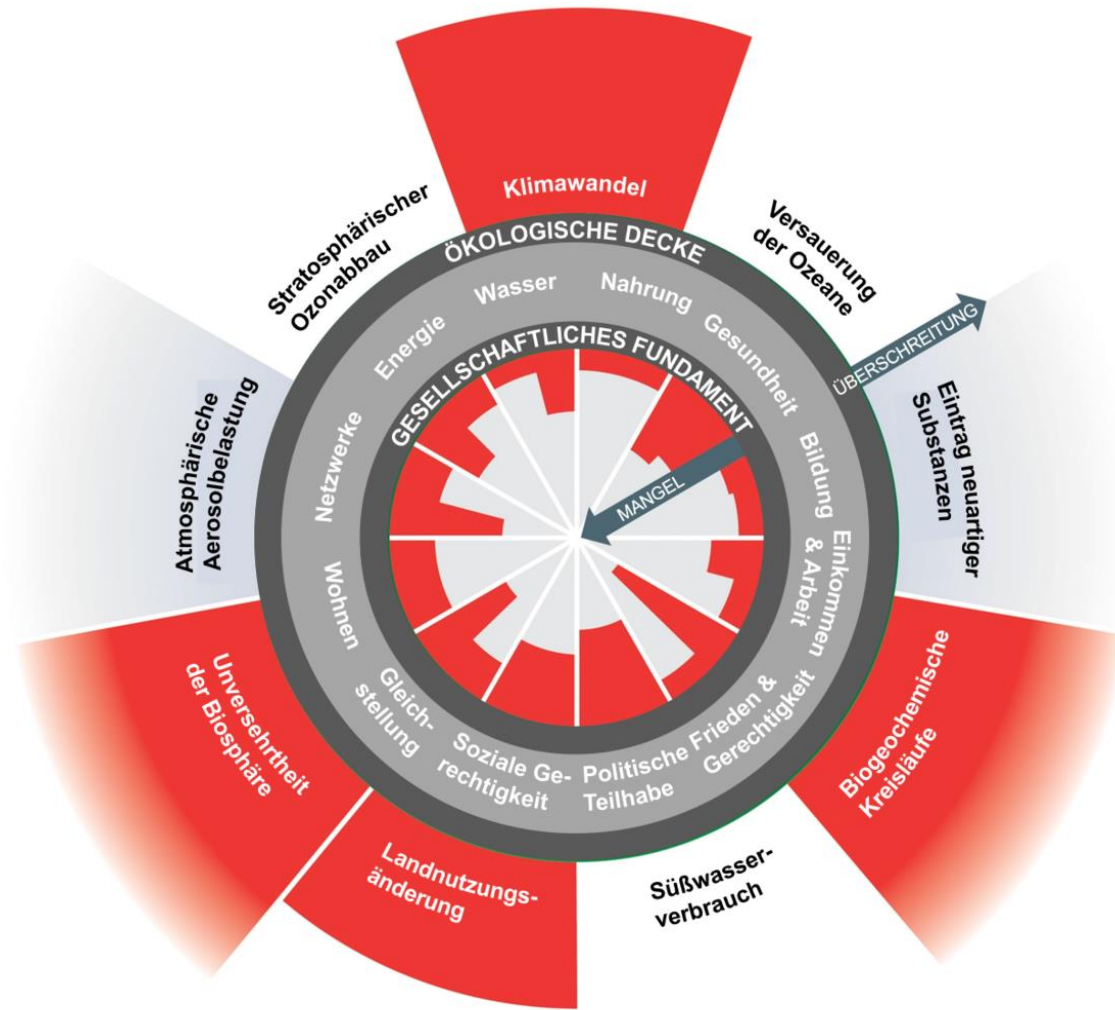 Klimawandel
Versauerung
der Ozeane
ÜBERSCHREITUNG
Eintrag neuartiger
Substanzen
Biogeochemische
Kreisläufe
Süßwasser-
verbrauch
Landnutzungs-
änderung
Unversehrtheit
der Biosphäre
Atmosphärische
Aerosolbelastung
Stratosphärischer
Ozonabbau
ÖKOLOGISCHE DECKE
Wasser
Nahrung
Gesundheit
Bildung
Einkommen
& Arbeit
Frieden &
Gerechtigkeit
Politische
Teilhabe
Soziale Ge-
rechtigkeit
Gleich-
stellung
Wohnen
Netzwerke
Energie
GESELLSCHAFTLICHES FUNDAMENT
MANGEL